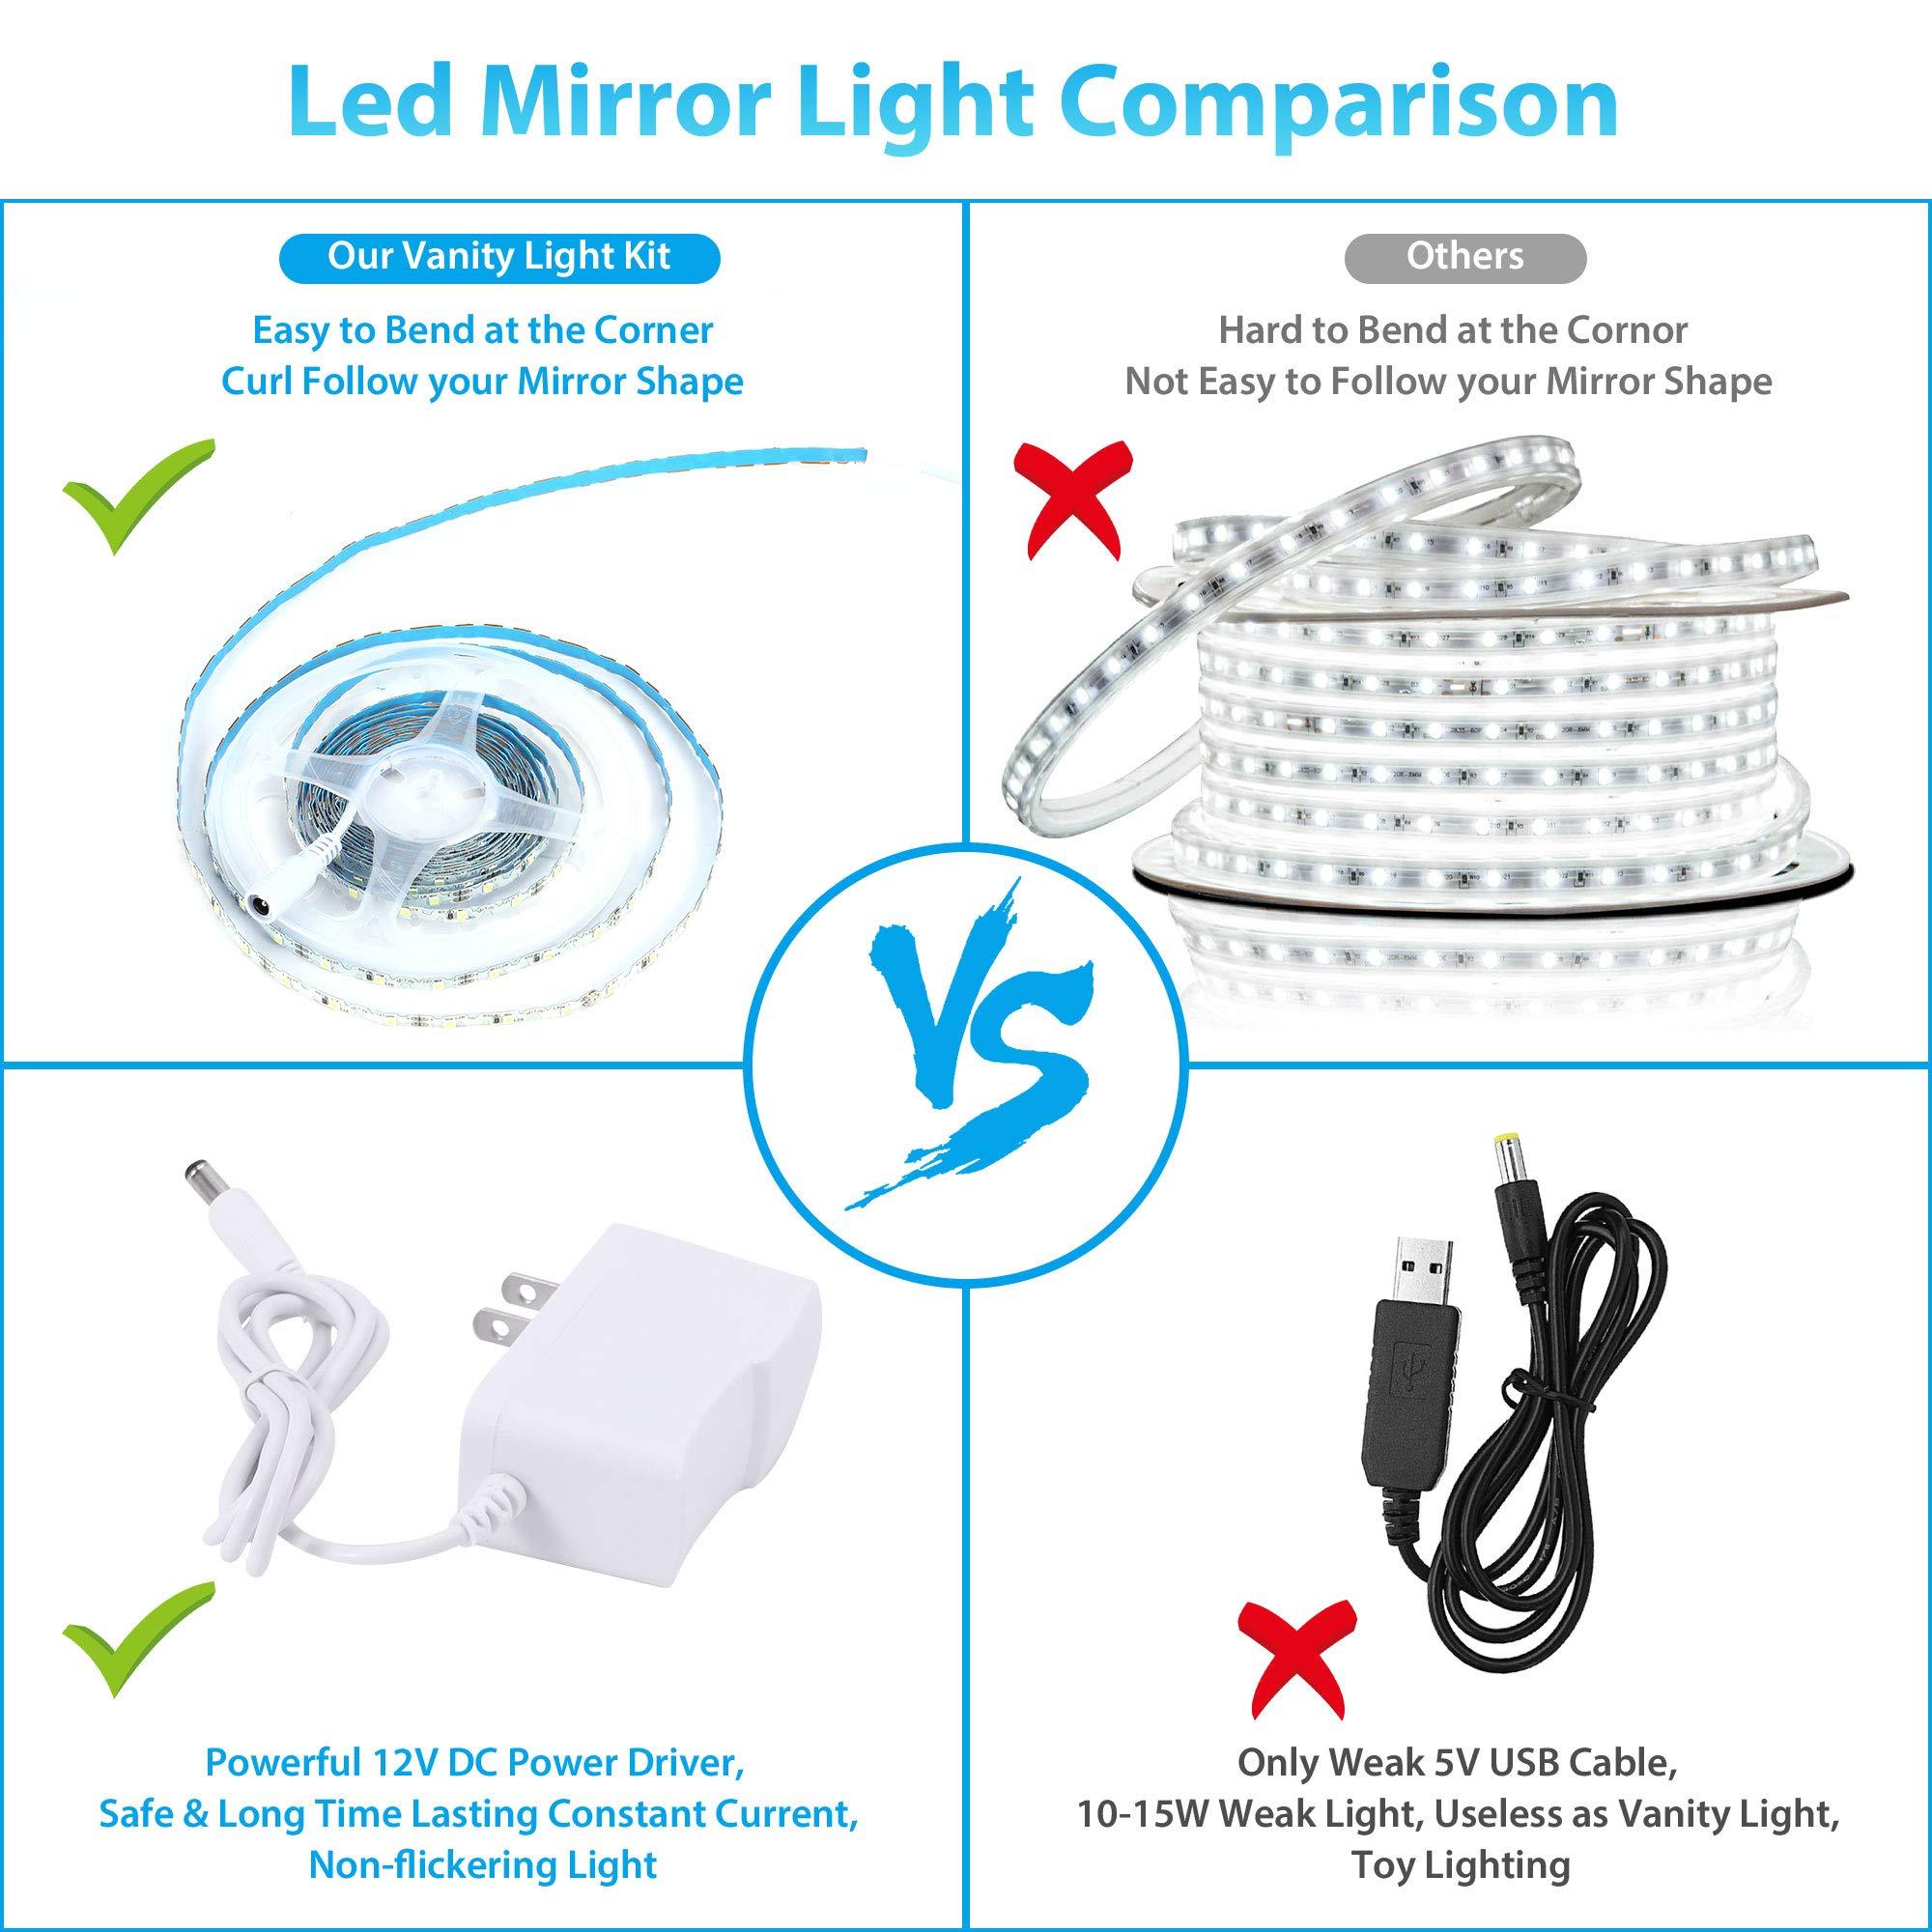 Led Mirror Light Comparison
Our Vanity Light Kit
Easy to Bend at the Corner
Curl Follow your Mirror Shape
Others
Hard to Bend at the Cornor
Not Easy to Follow your Mirror Shape
VS
Powerful 12V DC Power Driver,
Safe & Long Time Lasting Constant Current,
Non-flickering Light
Only Weak 5V USB Cable,
10-15W Weak Light, Useless as Vanity Light,
Toy Lighting